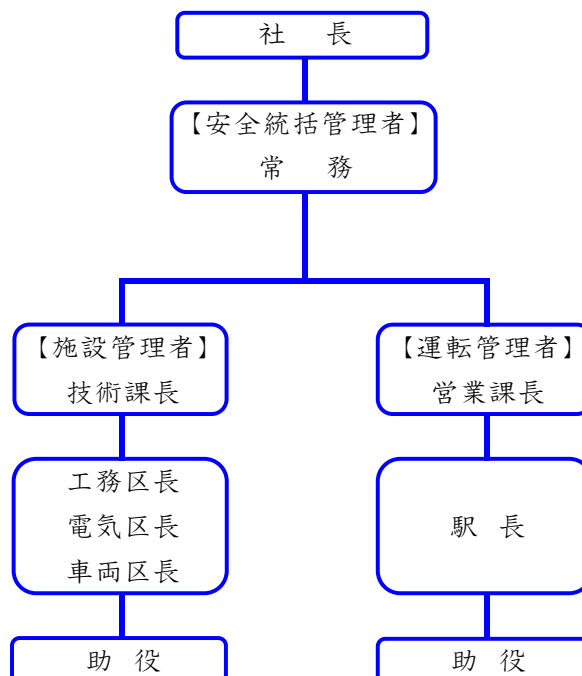 社　長
【安全統括管理者】
常　務
【施設管理者】
技術課長
【運転管理者】
営業課長
工務区長
電気区長
車両区長
駅 長
助 役
助 役